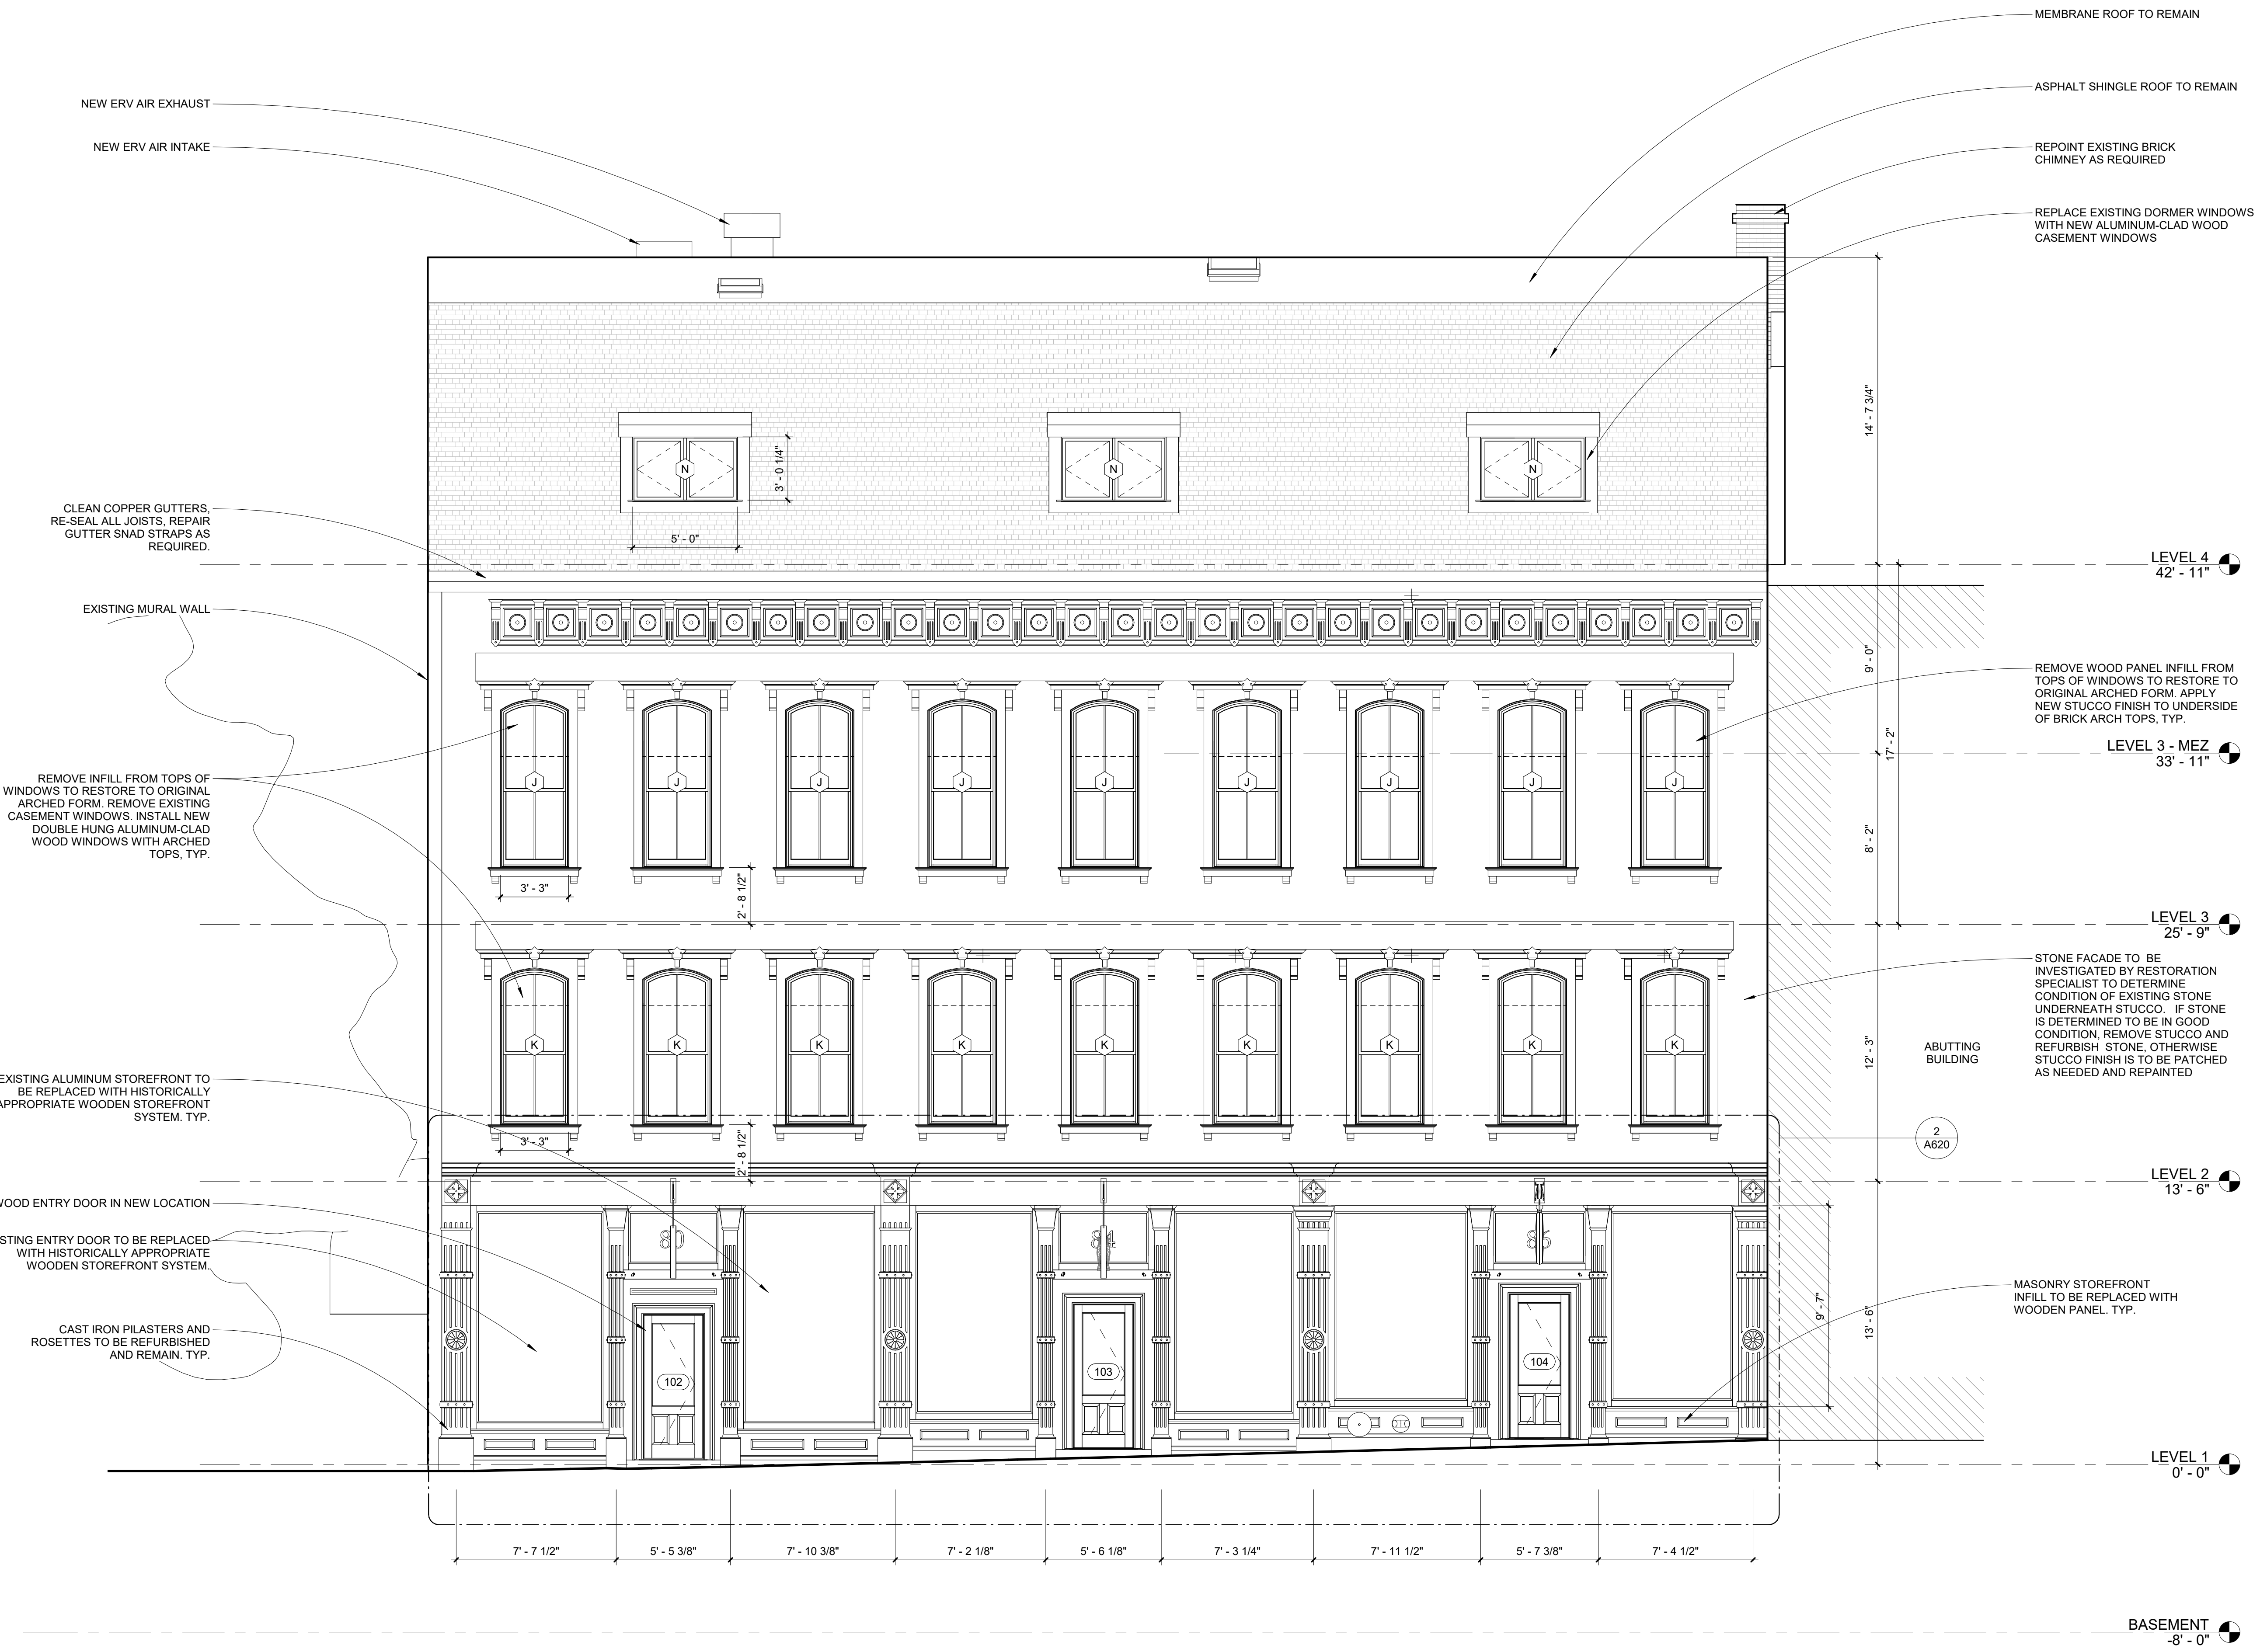 MEMBRANE ROOF TO REMAIN
ASPHALT SHINGLE ROOF TO REMAIN
NEW ERV AIR EXHAUST
NEW ERV AIR INTAKE
REPOINT EXISTING BRICK
CHIMNEY AS REQUIRED
REPLACE EXISTING DORMER WINDOWS
WITH NEW ALUMINUM-CLAD WOOD
CASEMENT WINDOWS
14' - 7 3/4"
N
N
N
3' - 0 1/4"
5' - 0"
CLEAN COPPER GUTTERS,
RE-SEAL ALL JOISTS, REPAIR
GUTTER SNAD STRAPS AS
REQUIRED.
LEVEL 4
42' - 11"
EXISTING MURAL WALL
9' - 0"
REMOVE WOOD PANEL INFILL FROM
TOPS OF WINDOWS TO RESTORE TO
ORIGINAL ARCHED FORM. APPLY
NEW STUCCO FINISH TO UNDERSIDE
OF BRICK ARCH TOPS, TYP.
17' - 2"
LEVEL 3 - MEZ
33' - 11"
REMOVE INFILL FROM TOPS OF
WINDOWS TO RESTORE TO ORIGINAL
ARCHED FORM. REMOVE EXISTING
CASEMENT WINDOWS. INSTALL NEW
DOUBLE HUNG ALUMINUM-CLAD
WOOD WINDOWS WITH ARCHED
TOPS, TYP.
J
J
J
J
J
J
J
J
J
8' - 2"
3' - 3"
2' - 8 1/2"
LEVEL 3
25' - 9"
STONE FACADE TO BE
INVESTIGATED BY RESTORATION
SPECIALIST TO DETERMINE
CONDITION OF EXISTING STONE
UNDERNEATH STUCCO. IF STONE
IS DETERMINED TO BE IN GOOD
CONDITION, REMOVE STUCCO AND
REFURBISH STONE, OTHERWISE
STUCCO FINISH IS TO BE PATCHED
AS NEEDED AND REPAINTED
K
K
K
K
K
K
K
K
K
12' - 3"
ABUTTING
BUILDING
EXISTING ALUMINUM STOREFRONT TO
BE REPLACED WITH HISTORICALLY
APPROPRIATE WOODEN STOREFRONT
SYSTEM. TYP.
3' - 3"
2' - 8 1/2"
2
A620
LEVEL 2
13' - 6"
WOOD ENTRY DOOR IN NEW LOCATION
WITH HISTORICALLY APPROPRIATE
ENTRY DOOR TO BE REPLACED
WOODEN STOREFRONT SYSTEM.
80
86
MASONRY STOREFRONT
INFILL TO BE REPLACED WITH
WOODEN PANEL. TYP.
9' - 7"
13' - 6"
CAST IRON PILASTERS AND
ROSETTES TO BE REFURBISHED
AND REMAIN. TYP.
102
103
104
LEVEL 1
0' - 0"
7' - 7 1/2"
5' - 5 3/8"
7' - 10 3/8"
7' - 2 1/8"
5' - 6 1/8"
7' - 3 1/4"
7' - 11 1/2"
5' - 7 3/8"
7' - 4 1/2"
BASEMENT
-8' - 0"